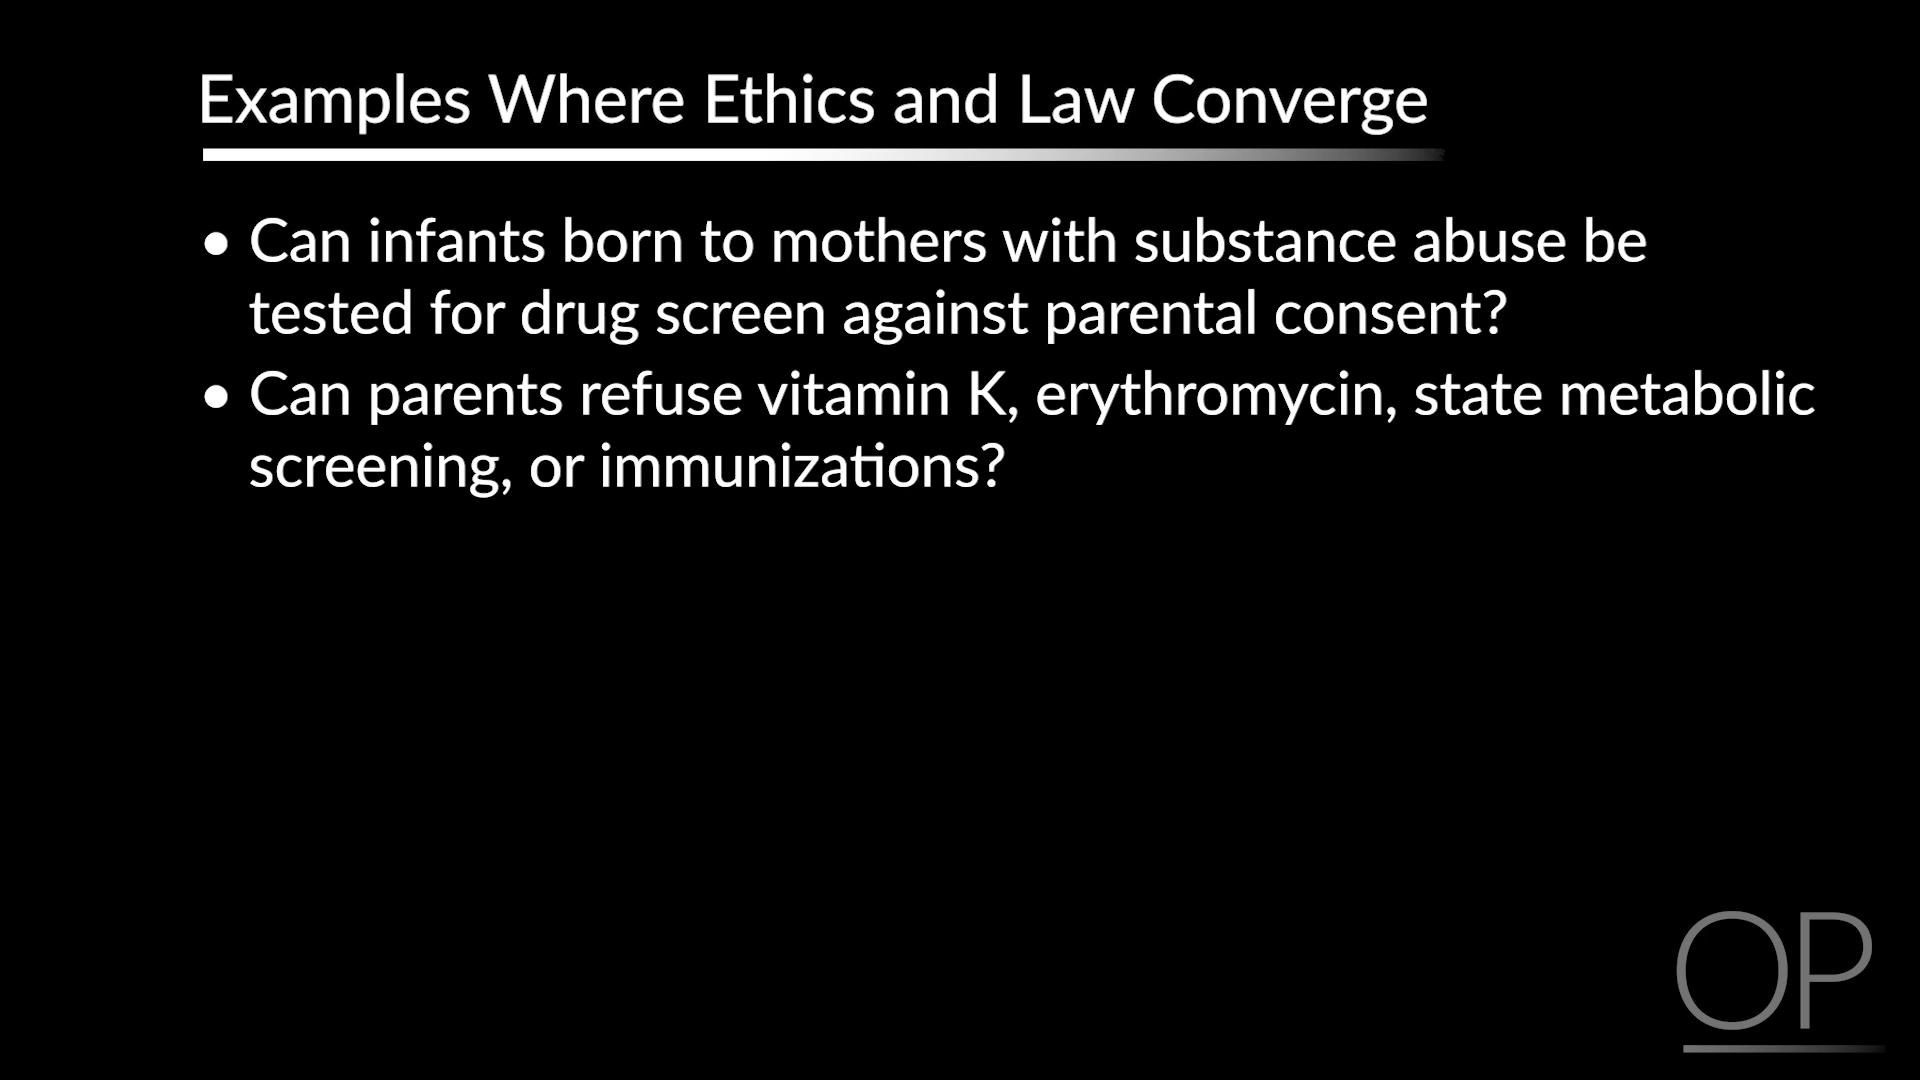 Examples Where Ethics and Law Converge
• Can infants born to mothers with substance abuse be
tested for drug screen against parental consent?
• Can parents refuse vitamin K, erythromycin, state metabolic
screening, or immunizations?
OP